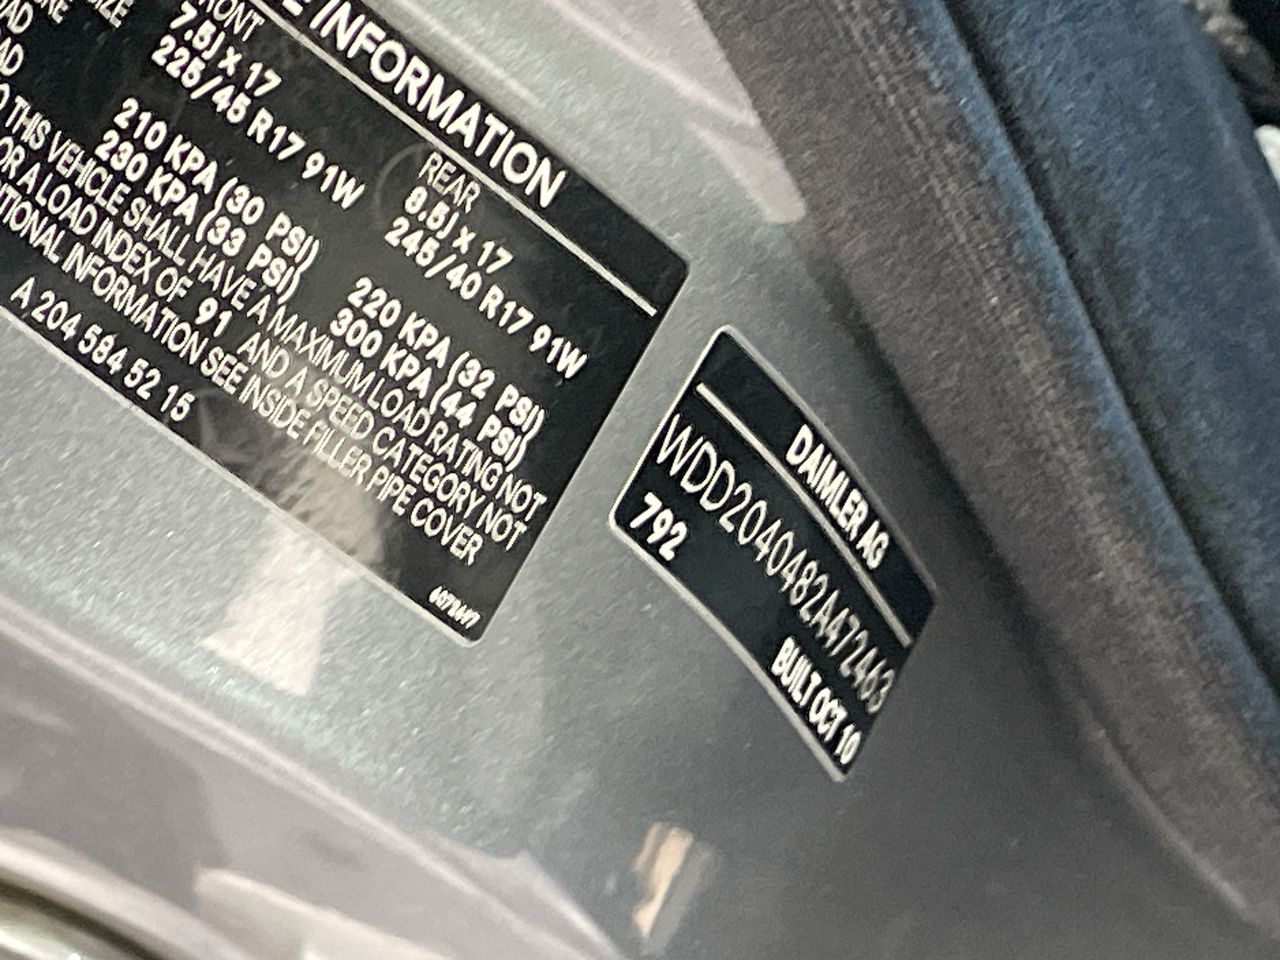 E INFORMATION
SIZE
FRONT
7.5J x 17
225/45 R17 91W
REAR
8.5J x 17
245/40 R17 91W
210 KPA (30 PSI)
230 KPA (33 PSI)
220 KPA (32 PSI)
300 KPA (44 PSI)
THIS VEHICLE SHALL HAVE A MAXIMUM LOAD RATING NOT
OR A LOAD INDEX OF 91 AND A SPEED CATEGORY NOT
INFORMATION SEE INSIDE FILLER PIPE COVER
A 204 584 52 15
DAIMLER AG
WDD2040482A472463
792
BUILT OCT 10